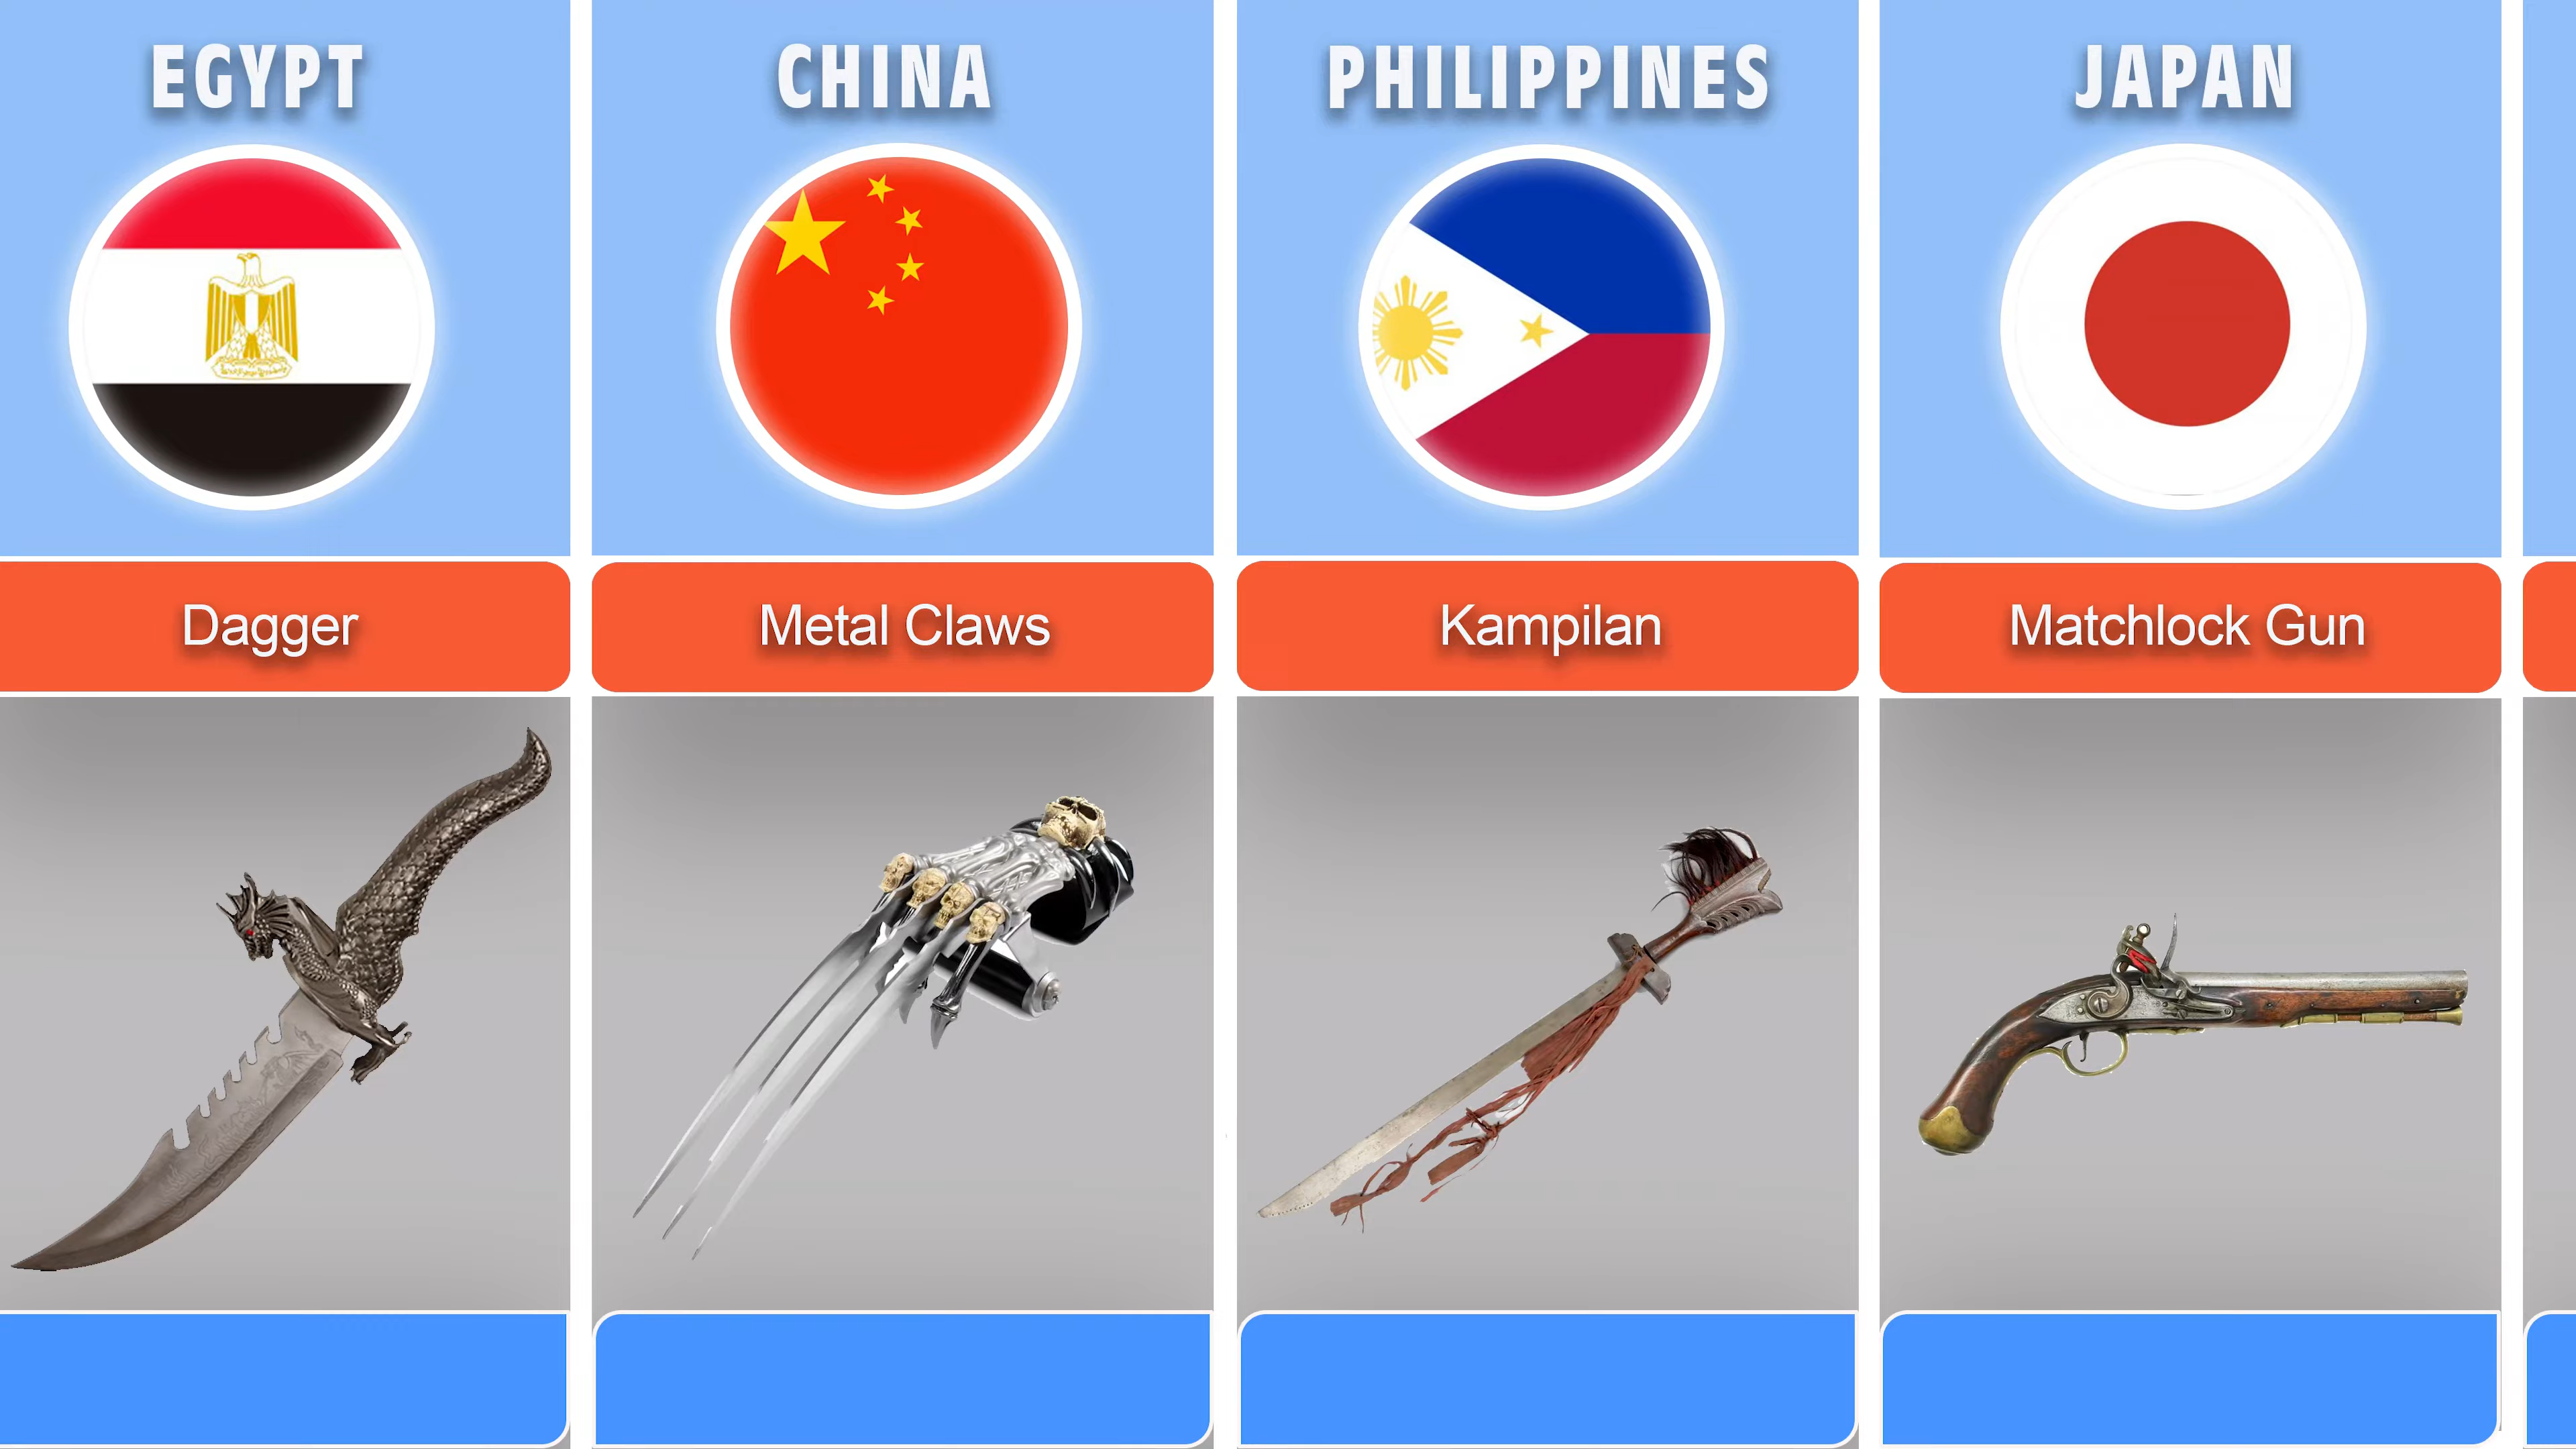 EGYPT
CHINA
PHILIPPINES
JAPAN
Dagger
Metal Claws
Kampilan
Matchlock Gun